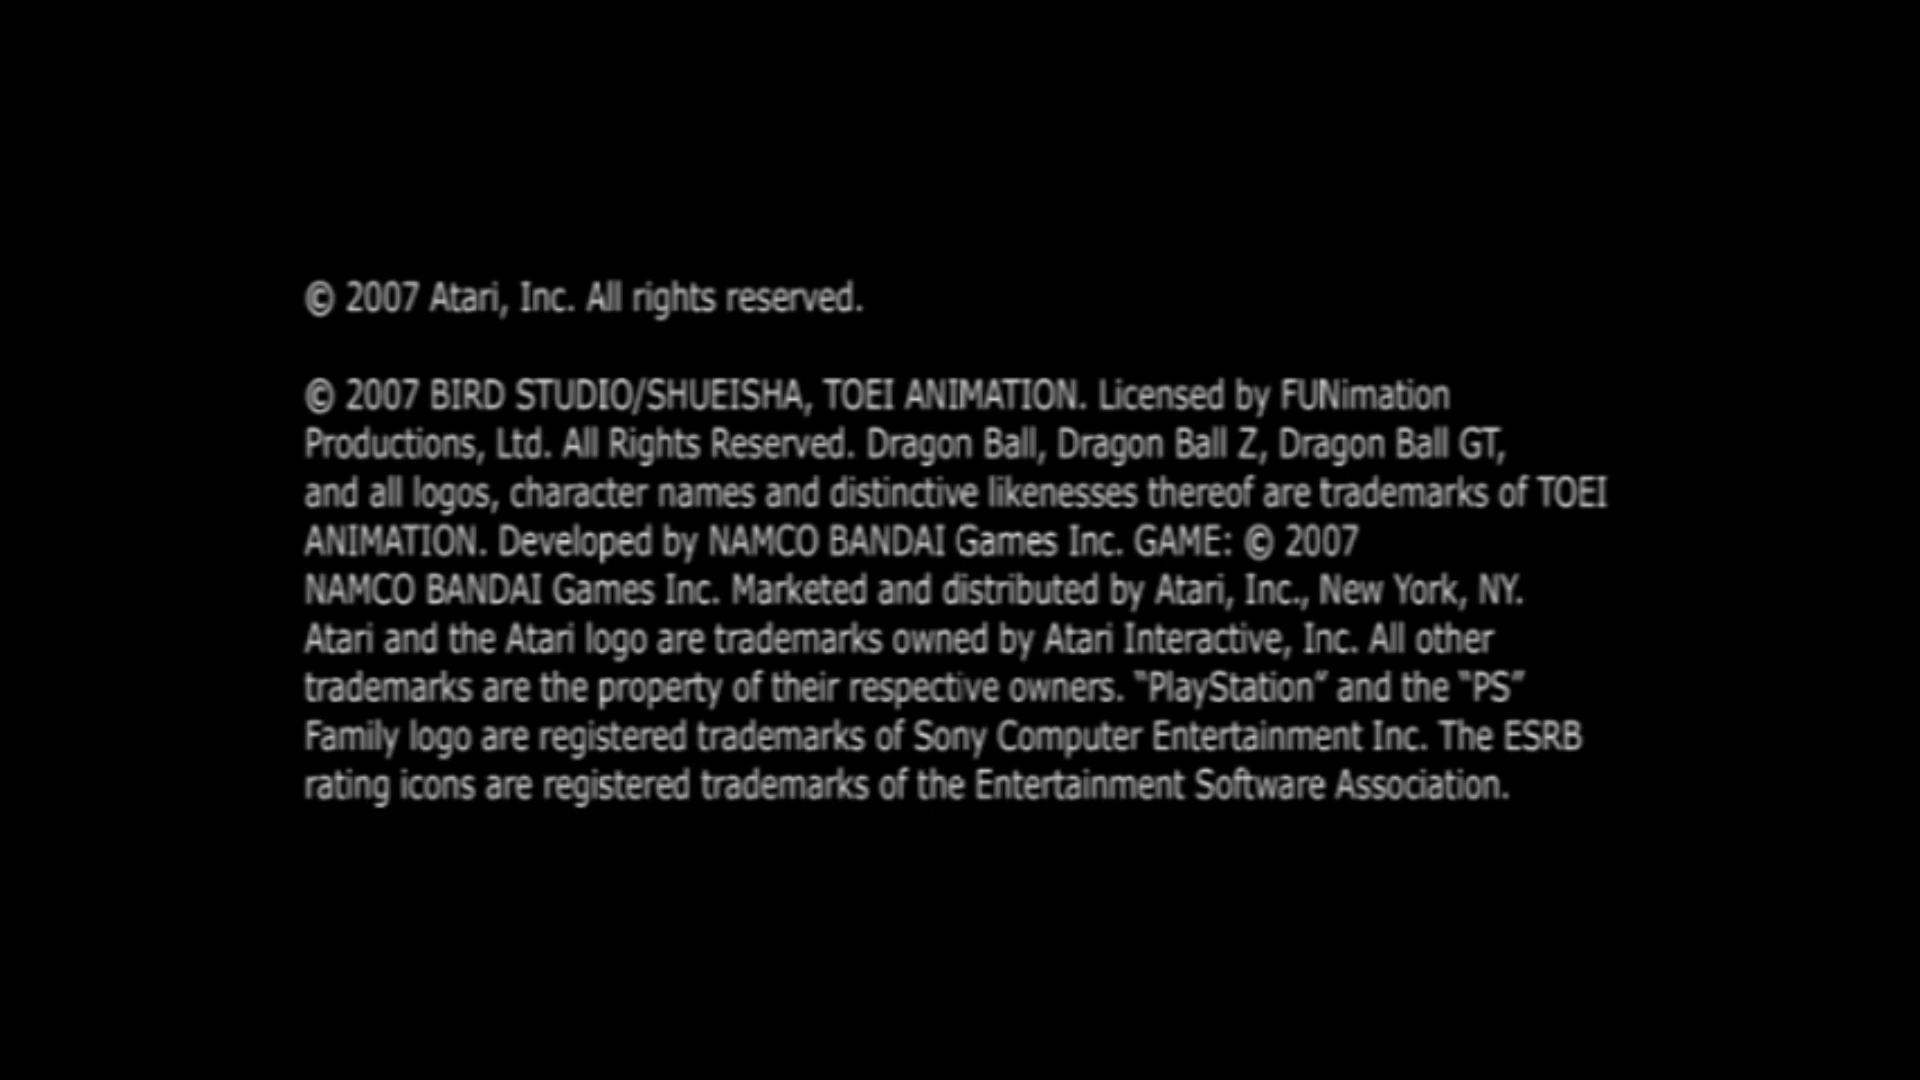 © 2007 Atari, Inc. All rights reserved.
© 2007 BIRD STUDIO/SHUEISHA, TOEI ANIMATION. Licensed by FUNimation
Productions, Ltd. All Rights Reserved. Dragon Ball, Dragon Ball Z, Dragon Ball GT,
and all logos, character names and distinctive likenesses thereof are trademarks of TOEI
ANIMATION. Developed by NAMCO BANDAI Games Inc. GAME: © 2007
NAMCO BANDAI Games Inc. Marketed and distributed by Atari, Inc., New York, NY.
Atari and the Atari logo are trademarks owned by Atari Interactive, Inc. All other
trademarks are the property of their respective owners. “PlayStation” and the “PS”
Family logo are registered trademarks of Sony Computer Entertainment Inc. The ESRB
rating icons are registered trademarks of the Entertainment Software Association.